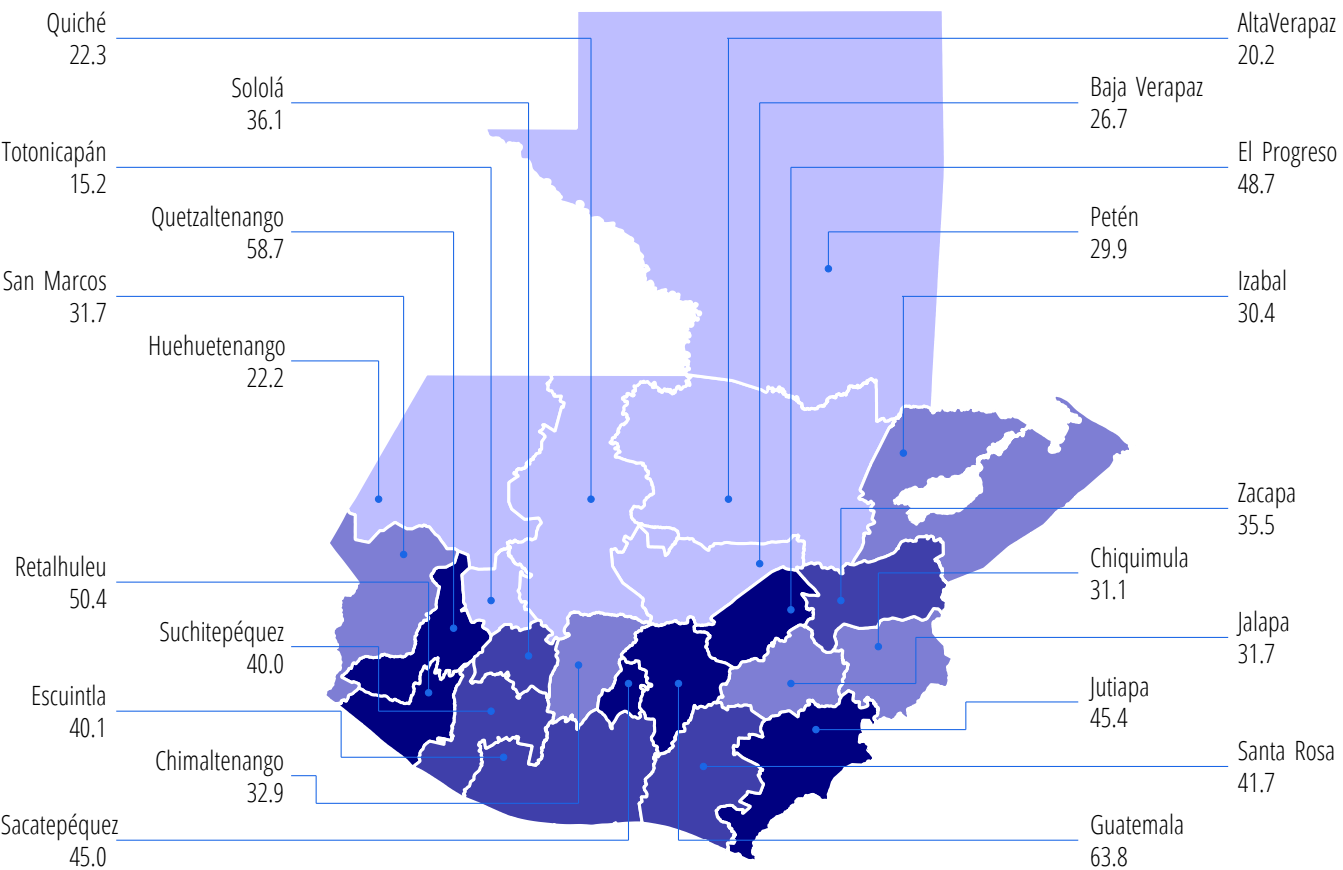 Quiché
22.3
Sololá
36.1
Totonicapán
15.2
Quetzaltenango
58.7
San Marcos
31.7
Huehuetenango
22.2
Retalhuleu
50.4
Suchitepéquez
40.0
Escuintla
40.1
Chimaltenango
32.9
Sacatepéquez
45.0
AltaVerapaz
20.2
Baja Verapaz
26.7
El Progreso
48.7
Petén
29.9
Izabal
30.4
Zacapa
35.5
Chiquimula
31.1
Jalapa
31.7
Jutiapa
45.4
Santa Rosa
41.7
Guatemala
63.8